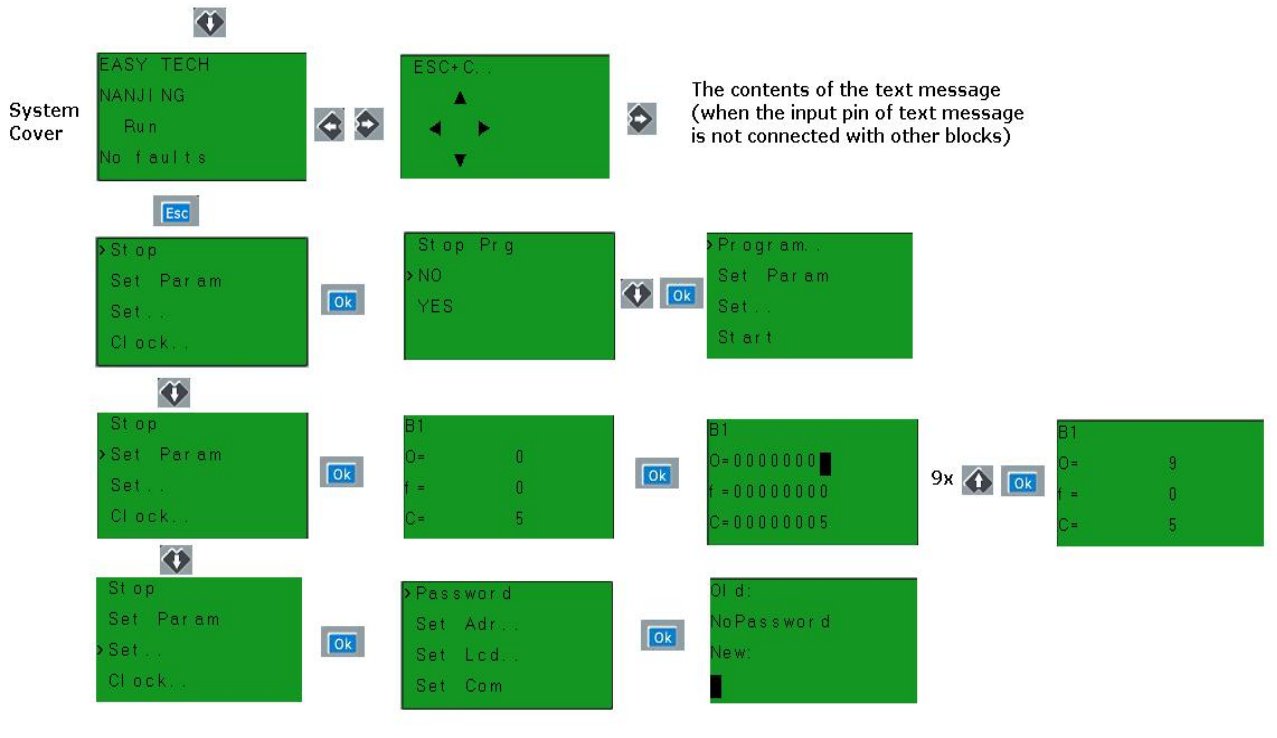 EASY TECH
NANJING
Run
No faults
System
Cover
ESC+C..
The contents of the text message
(when the input pin of text message
is not connected with other blocks)
Esc
>Stop
Set Param
Set..
Clock..
Ok
Stop Prg
>NO
YES
Ok
>Program..
Set Param
Set..
Start
Stop
>Set Param
Set..
Clock..
Ok
B1
O= 0
f = 0
C= 5
Ok
B1
O=0000000
f =00000000
C=00000005
9x
Ok
B1
O= 9
f = 0
C= 5
Stop
Set Param
>Set..
Clock..
Ok
>Password
Set Adr..
Set Lcd..
Set Com
Ok
Old:
NoPassword
New: